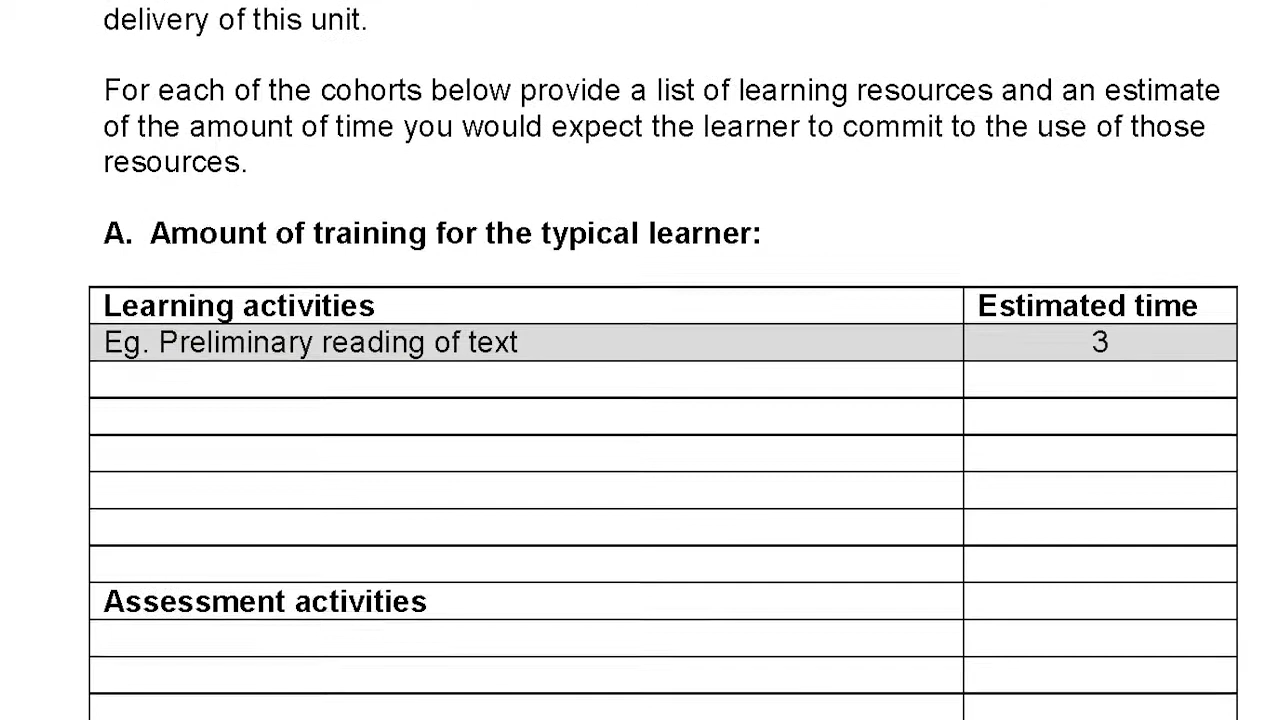 delivery of this unit.
For each of the cohorts below provide a list of learning resources and an estimate
of the amount of time you would expect the learner to commit to the use of those
resources.
A. Amount of training for the typical learner:
Learning activities Estimated time
Eg. Preliminary reading of text 3
Assessment activities